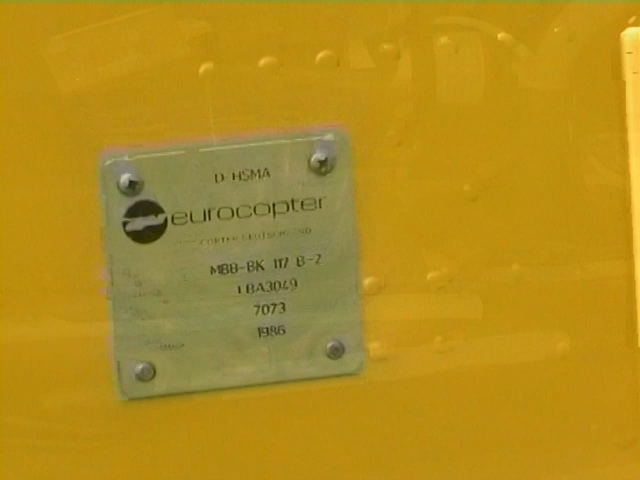 D-HSMA
eurocopter
MBB-BK 117 B-2
LBA3049
7073
1986